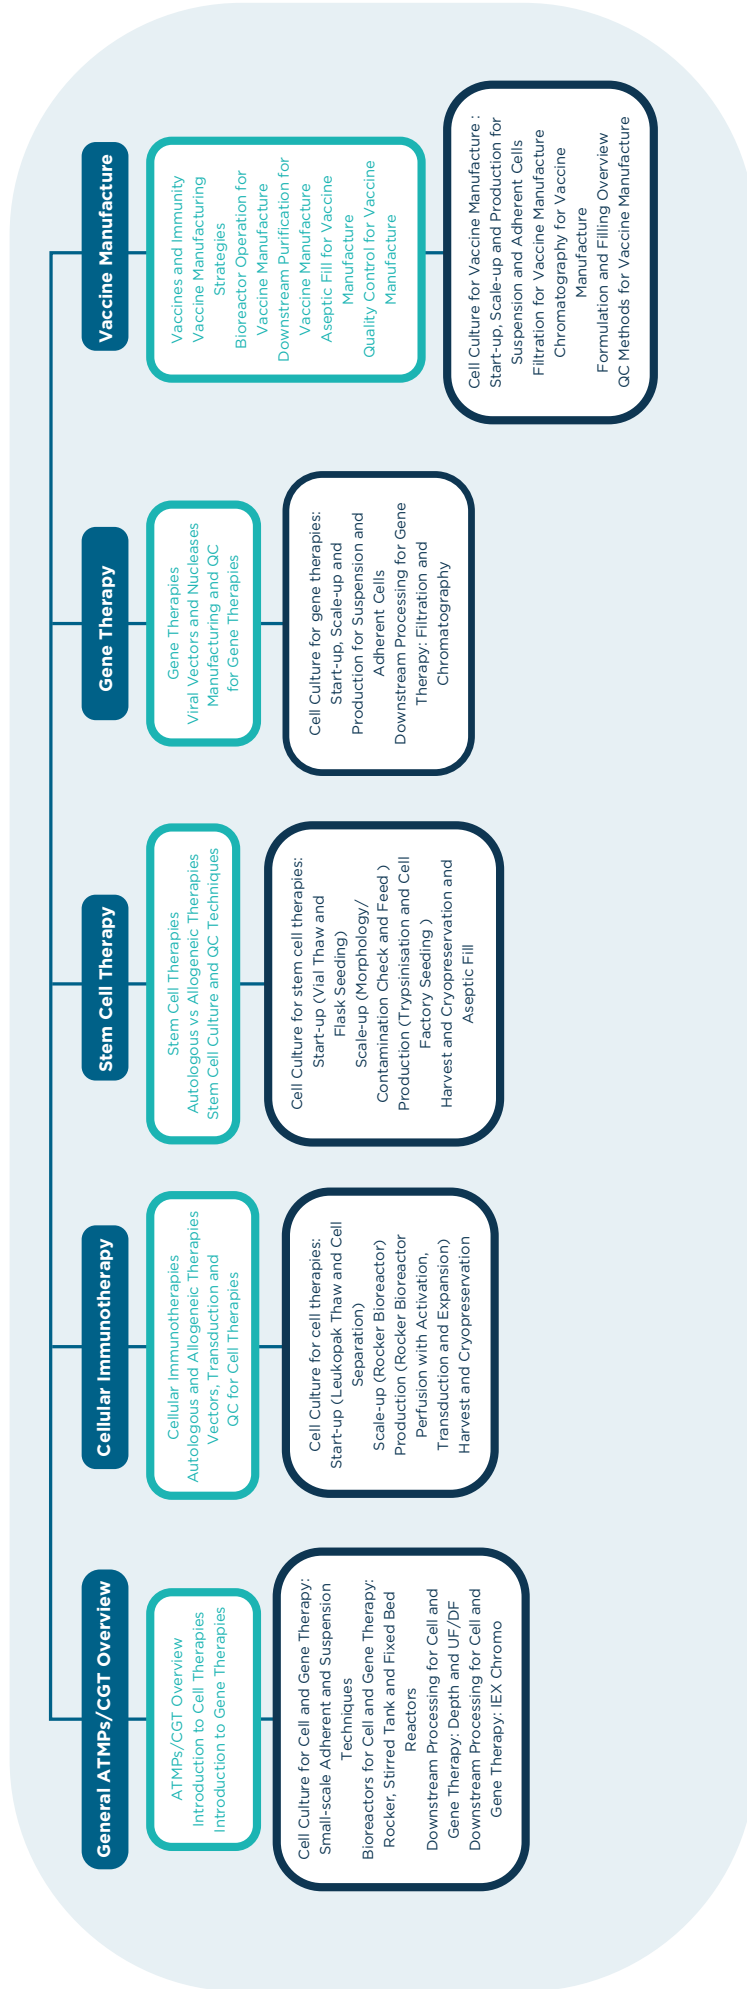 General ATMPs/CGT Overview
ATMPs/CGT Overview
Introduction to Cell Therapies
Introduction to Gene Therapies
Cell Culture for Cell and Gene Therapy:
Small-scale Adherent and Suspension
Techniques
Bioreactors for Cell and Gene Therapy:
Rocker, Stirred Tank and Fixed Bed
Reactors
Downstream Processing for Cell and
Gene Therapy: Depth and UF/DF
Downstream Processing for Cell and
Gene Therapy: IEX Chromo
Cellular Immunotherapy
Cellular Immunotherapies
Autologous and Allogeneic Therapies
Vectors, Transduction and
QC for Cell Therapies
Cell Culture for cell therapies:
Start-up (Leukopak Thaw and Cell
Separation)
Scale-up (Rocker Bioreactor)
Production (Rocker Bioreactor
Perfusion with Activation,
Transduction and Expansion)
Harvest and Cryopreservation
Stem Cell Therapy
Stem Cell Therapies
Autologous vs Allogeneic Therapies
Stem Cell Culture and QC Techniques
Cell Culture for stem cell therapies:
Start-up (Vial Thaw and
Flask Seeding)
Scale-up (Morphology/
Contamination Check and Feed )
Production (Trypsinisation and Cell
Factory Seeding )
Harvest and Cryopreservation and
Aseptic Fill
Gene Therapy
Gene Therapies
Viral Vectors and Nucleases
Manufacturing and QC
for Gene Therapies
Cell Culture for gene therapies:
Start-up, Scale-up and
Production for Suspension and
Adherent Cells
Downstream Processing for Gene
Therapy: Filtration and
Chromatography
Vaccine Manufacture
Vaccines and Immunity
Vaccine Manufacturing
Strategies
Bioreactor Operation for
Vaccine Manufacture
Downstream Purification for
Vaccine Manufacture
Aseptic Fill for Vaccine
Manufacture
Quality Control for Vaccine
Manufacture
Cell Culture for Vaccine Manufacture :
Start-up, Scale-up and Production for
Suspension and Adherent Cells
Filtration for Vaccine Manufacture
Chromatography for Vaccine
Manufacture
Formulation and Filling Overview
QC Methods for Vaccine Manufacture